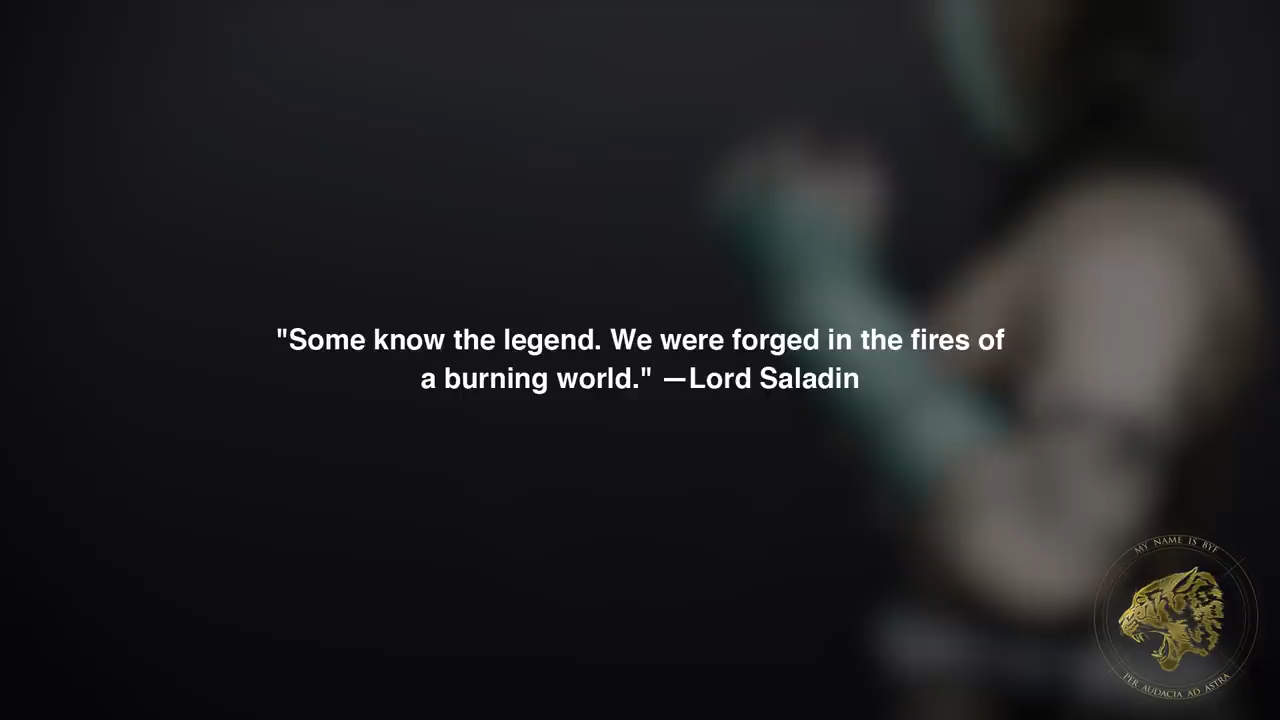 "Some know the legend. We were forged in the fires of
a burning world." —Lord Saladin
MY NAME IS BYF
PER AUDACIA AD ASTRA